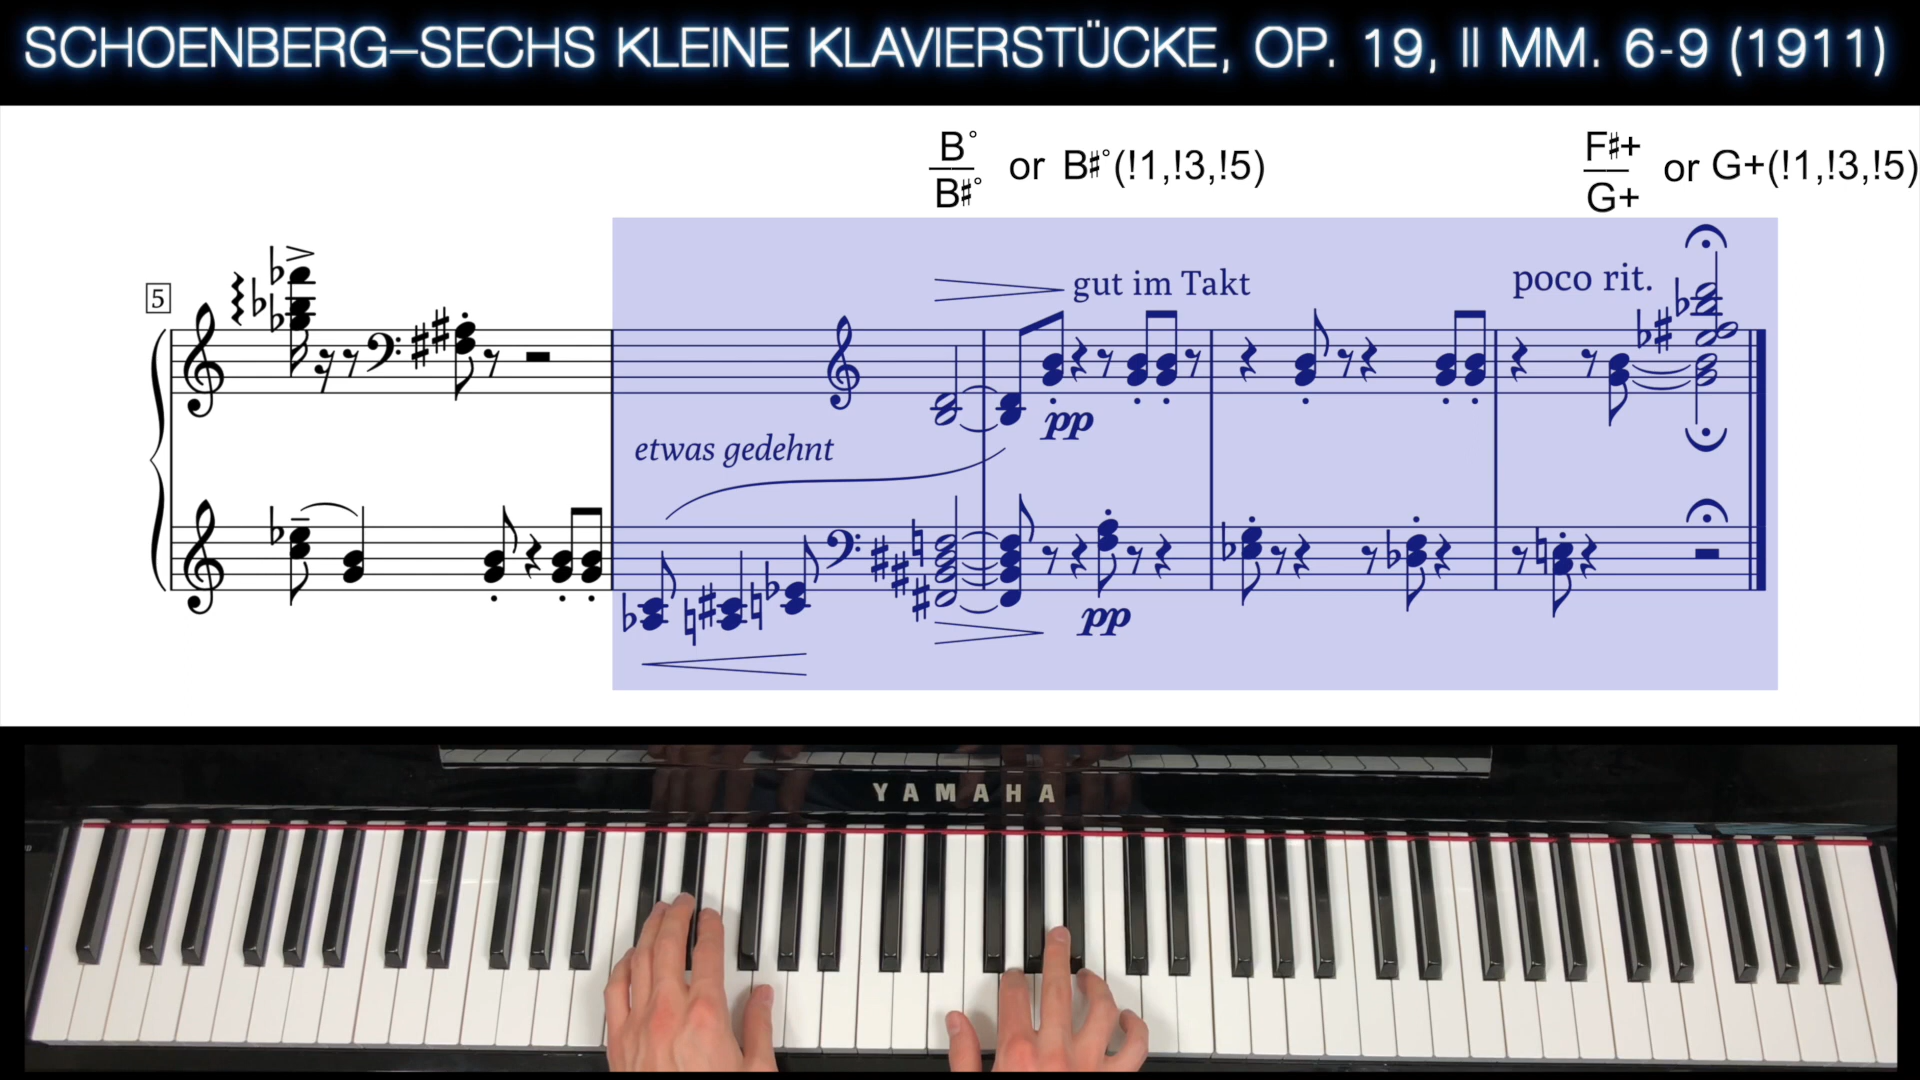 SCHOENBERG–SECHS KLEINE KLAVIERSTÜCKE, OP. 19, II MM. 6-9 (1911)
B° or B♯°(!1,!3,!5)
B♯°
F♯+ or G+(!1,!3,!5)
G+
5
gut im Takt
poco rit.
pp
etwas gedehnt
pp
YAMAHA